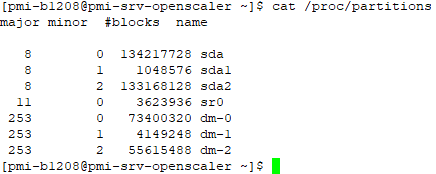 [pmi-b1208@pmi-srv-openscaler ~]$ cat /proc/partitions
major minor  #blocks  name

   8        0  134217728 sda
   8        1    1048576 sda1
   8        2  133168128 sda2
  11        0    3623936 sr0
 253        0   73400320 dm-0
 253        1    4149248 dm-1
 253        2   55615488 dm-2
[pmi-b1208@pmi-srv-openscaler ~]$